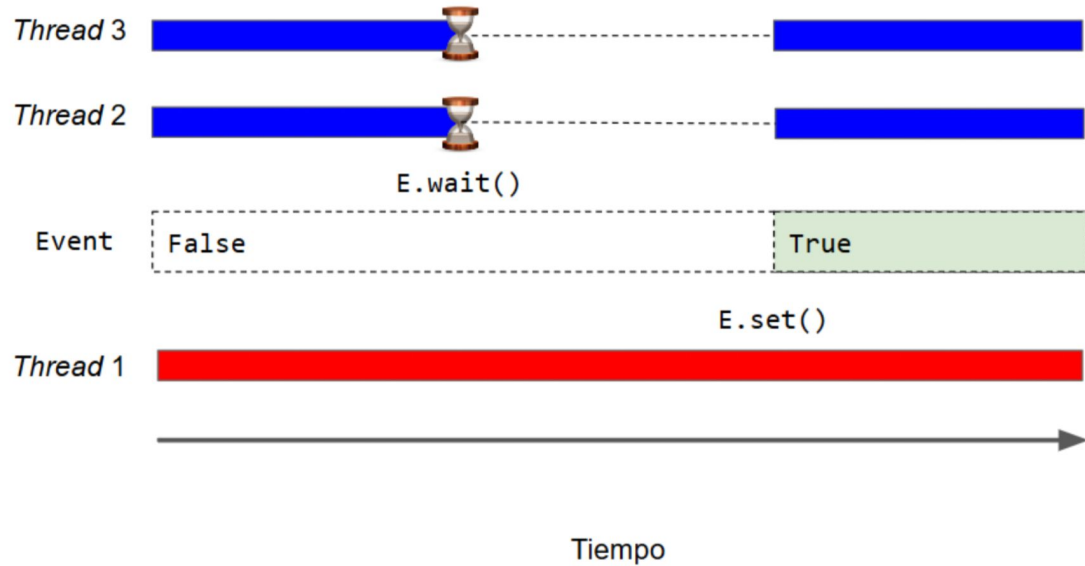 Thread 3
Thread 2
E.wait()
Event
False
True
E.set()
Thread 1
Tiempo